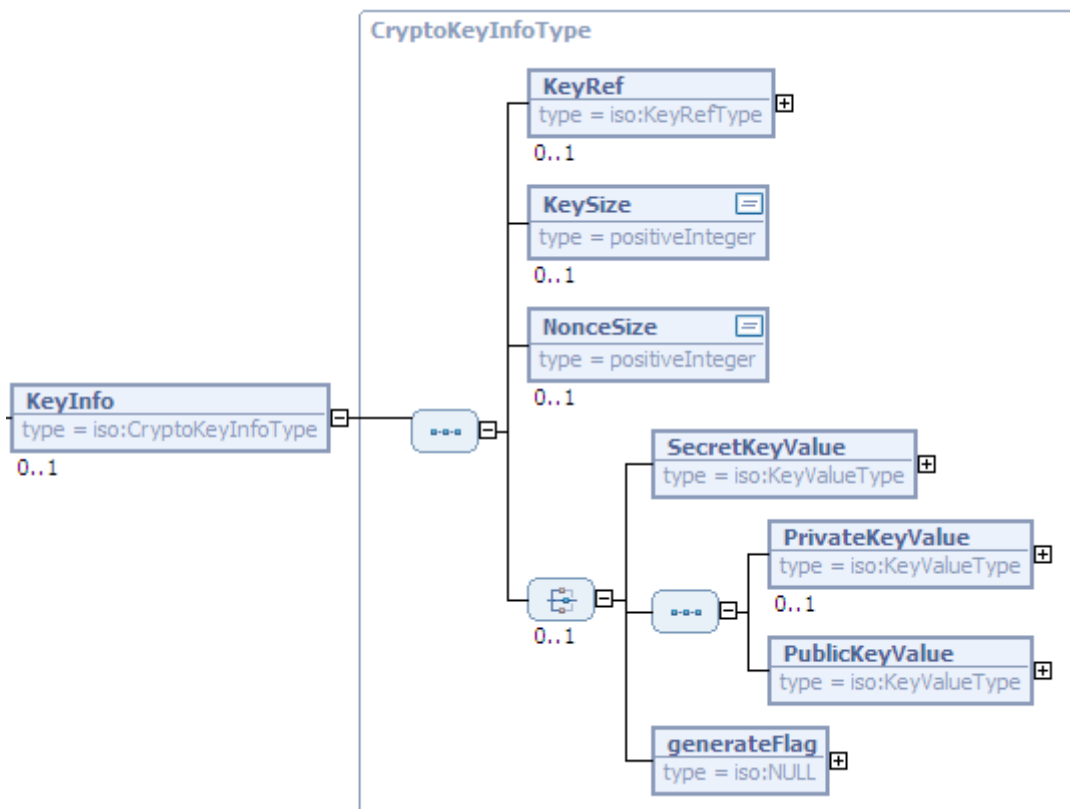 CryptoKeyInfoType
KeyRef
type = iso:KeyRefType
0..1
KeySize
type = positiveInteger
0..1
NonceSize
type = positiveInteger
0..1
KeyInfo
type = iso:CryptoKeyInfoType
0..1
SecretKeyValue
type = iso:KeyValueType
PrivateKeyValue
type = iso:KeyValueType
0..1
0..1
PublicKeyValue
type = iso:KeyValueType
generateFlag
type = iso:NULL